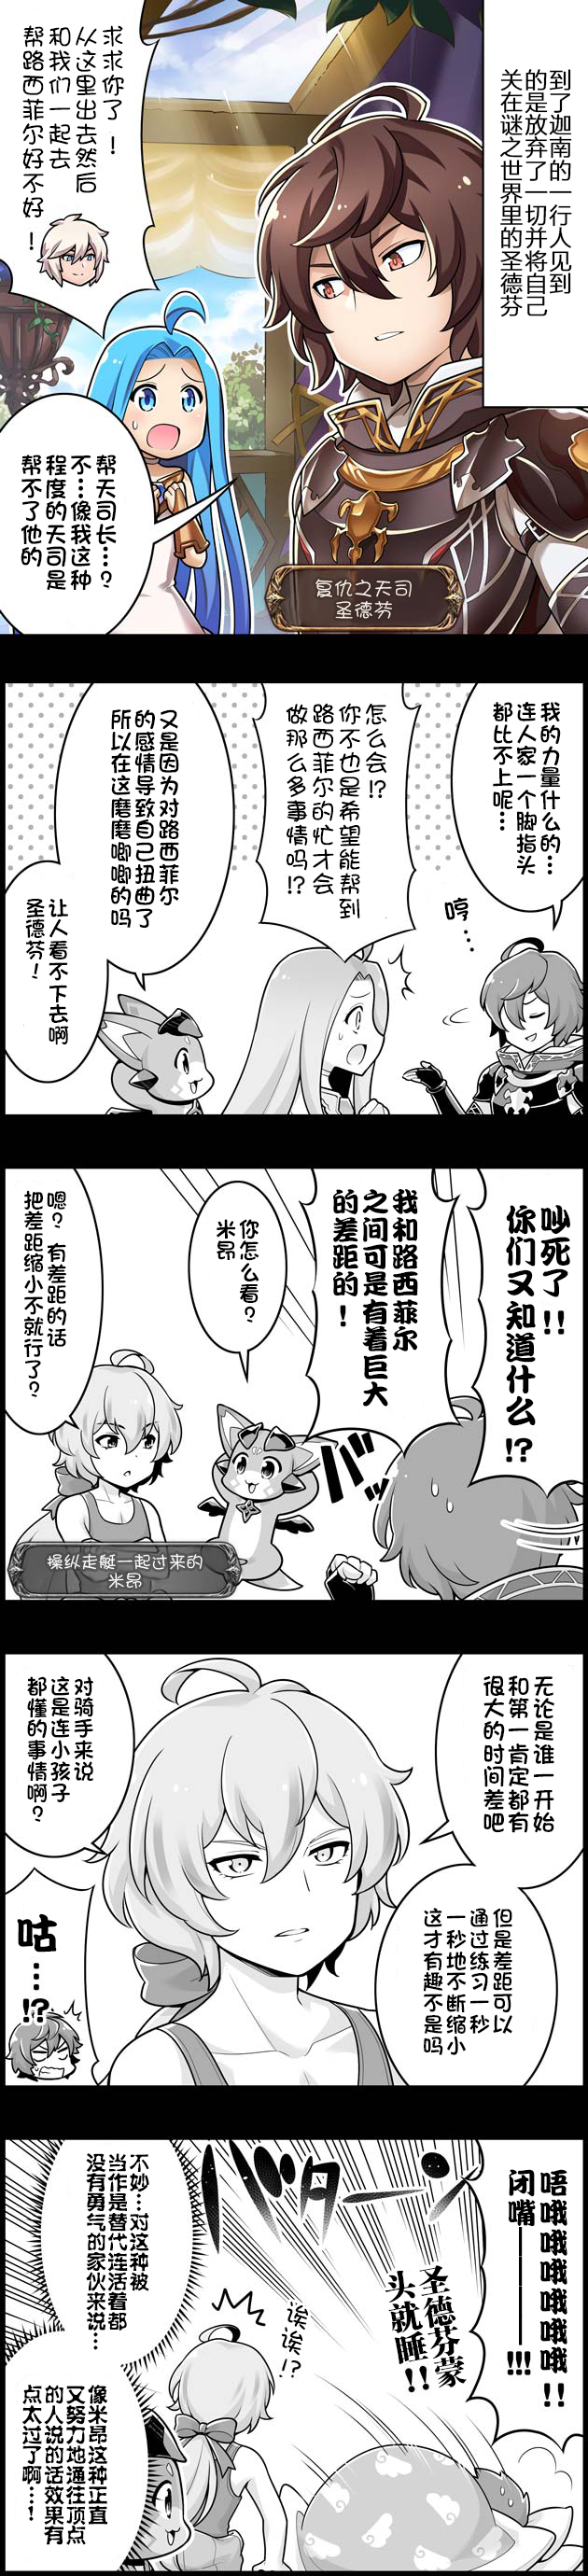 到了迦南的一行人见到
的是放弃了一切并将自己
关在谜之世界里的圣德芬
求求你了！
从这里出去然后
和我们一起去
帮路西菲尔好不好！
帮天司长…?
不…像我这种
程度的天司是
帮不了他的
复仇之天司
圣德芬
我的力量什么的…
连人家一个脚指头
都比不上呢…
哼…
怎么会!?
你不也是希望能帮到
路西菲尔的忙才会
做那么多事情吗!?
又是因为对路西菲尔
的感情导致自己扭曲了
所以在这磨磨唧唧的吗
让人看不下去啊
圣德芬！
吵死了!!
你们又知道什么!?
我和路西菲尔
之间可是有着巨大
的差距的！
バッ
你怎么看?
米昂
嗯? 有差距的话
把差距缩小不就行了?
操纵走艇一起过来的
米昂
无论是谁一开始
和第一肯定都有
很大的时间差吧
但是差距可以
通过练习一秒
一秒地不断缩小
这才有趣不是吗
对骑手来说
这是连小孩子
都懂的事情啊?
咕…!?
唔哦哦哦哦哦哦!!
闭嘴———!!!
バターン
圣德芬蒙
头就睡!!
诶诶!?
不妙…对这种被
当作是替代连活着都
没有勇气的家伙来说…
像米昂这种正直
又努力地通往顶点
的人说的话效果有
点太过了啊…！